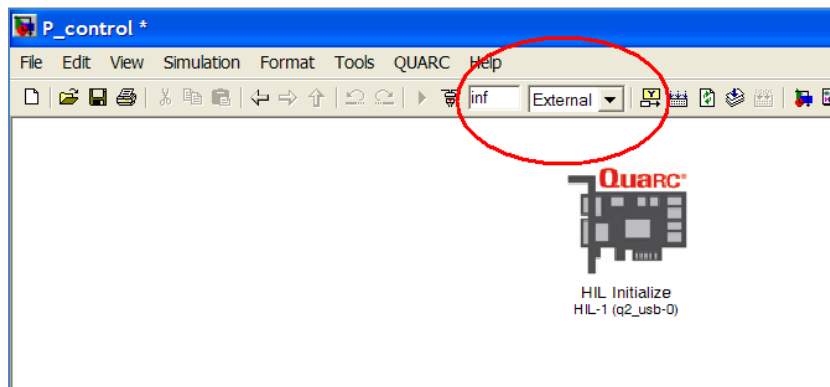 P_control *
File Edit View Simulation Format Tools QUARC Help
inf External
QUARC
HIL Initialize
HIL-1 (q2_usb-0)